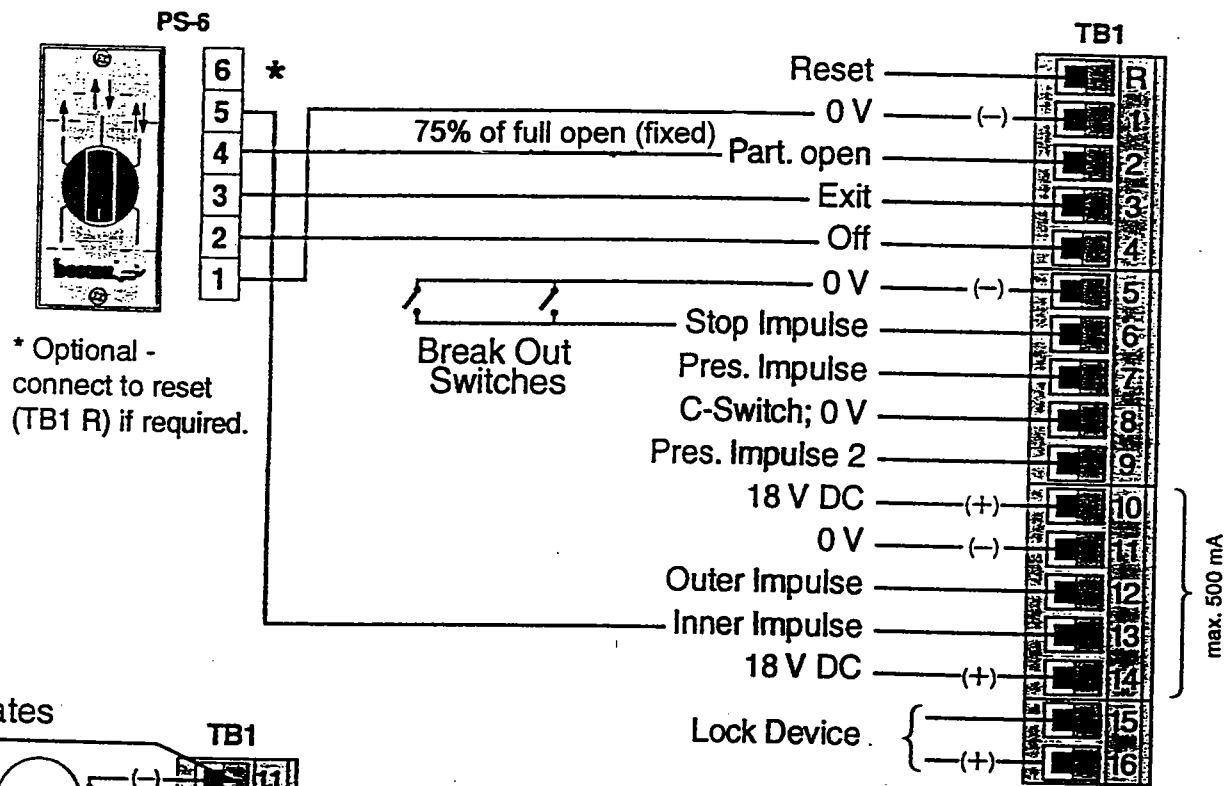 PS-6
6 *
5
4
3
2
1
* Optional -
connect to reset
(TB1 R) if required.
75% of full open (fixed)
Break Out
Switches
TB1
Reset R
0 V (–) 1
Part. open 2
Exit 3
Off 4
0 V (–) 5
Stop Impulse 6
Pres. Impulse 7
C-Switch; 0 V 8
Pres. Impulse 2 9
18 V DC (+) 10
0 V (–) 11
Outer Impulse 12
Inner Impulse 13
18 V DC (+) 14
Lock Device 15
(+) 16
max. 500 mA
ates
TB1
(–) 11